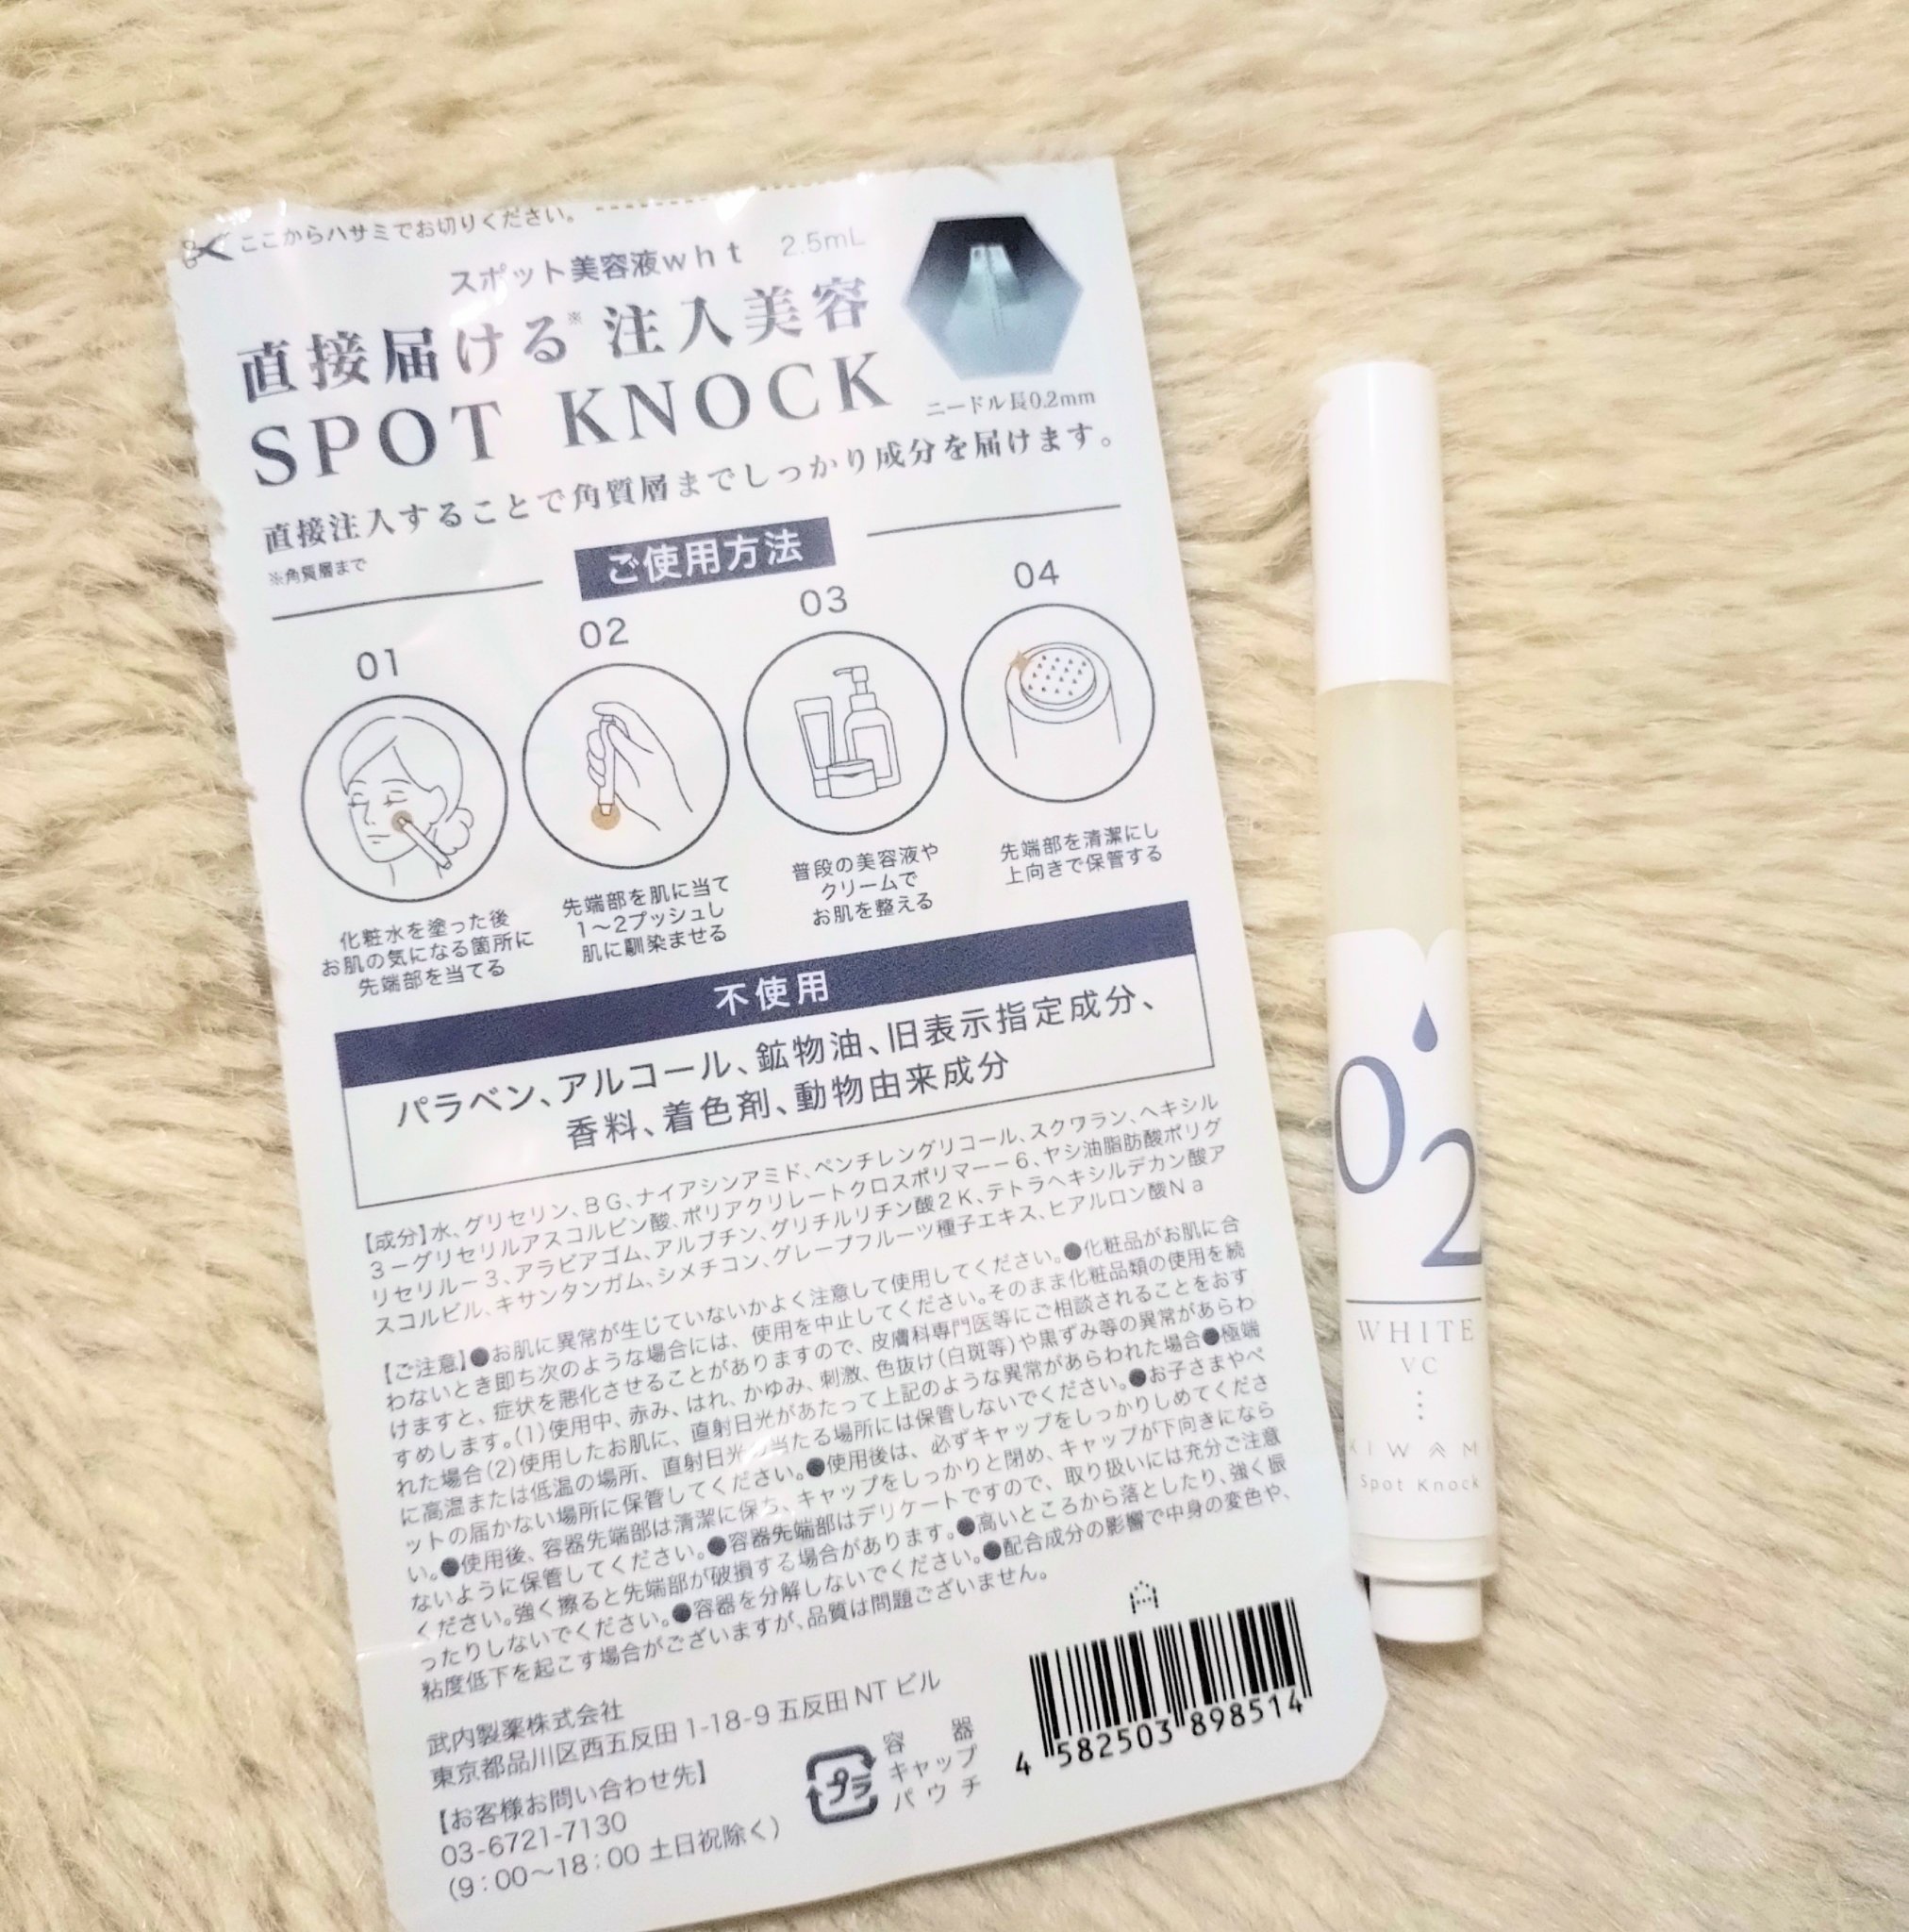 ここからハサミでお切りください。
スポット美容液wht 2.5mL
直接届ける※注入美容
SPOT KNOCK
ニードル長0.2mm
直接注入することで角質層までしっかり成分を届けます。
※角質層まで
ご使用方法
01
化粧水を塗った後
お肌の気になる箇所に
先端部を当てる
02
先端部を肌に当て
1～2プッシュし
肌に馴染ませる
03
普段の美容液や
クリームで
お肌を整える
04
先端部を清潔にし
上向きで保管する
不使用
パラベン、アルコール、鉱物油、旧表示指定成分、
香料、着色剤、動物由来成分
【成分】水、グリセリン、BG、ナイアシンアミド、ペンチレングリコール、スクワラン、ヘキシル
3－グリセリルアスコルビン酸、ポリアクリレートクロスポリマー－6、ヤシ油脂肪酸ポリグ
リセリル－3、アラビアゴム、アルブチン、グリチルリチン酸2K、テトラヘキシルデカン酸ア
スコルビル、キサンタンガム、シメチコン、グレープフルーツ種子エキス、ヒアルロン酸Na
【ご注意】●お肌に異常が生じていないかよく注意して使用してください。●化粧品がお肌に合
わないとき即ち次のような場合には、使用を中止してください。そのまま化粧品類の使用を続
けますと、症状を悪化させることがありますので、皮膚科専門医等にご相談されることをおす
すめします。(1)使用中、赤み、はれ、かゆみ、刺激、色抜け(白斑等)や黒ずみ等の異常があらわ
れた場合(2)使用したお肌に、直射日光があたって上記のような異常があらわれた場合●極端
に高温または低温の場所、直射日光の当たる場所には保管しないでください。●お子さまやペ
ットの届かない場所に保管してください。●使用後は、必ずキャップをしっかりしめてくださ
い。●使用後、容器先端部は清潔に保ち、キャップをしっかりと閉め、キャップが下向きになら
ないように保管してください。●容器先端部はデリケートですので、取り扱いには充分ご注意
ください。強く擦ると先端部が破損する場合があります。●高いところから落としたり、強く振
ったりしないでください。●容器を分解しないでください。●配合成分の影響で中身の変色や、
粘度低下を起こす場合がございますが、品質は問題ございません。
武内製薬株式会社
東京都品川区西五反田1-18-9 五反田NTビル
【お客様お問い合わせ先】
03-6721-7130
(9:00～18:00 土日祝除く)
プラ
容器
キャップ
パウチ
4 582503 898514
02
WHITE
VC
KIWAMI
Spot Knock